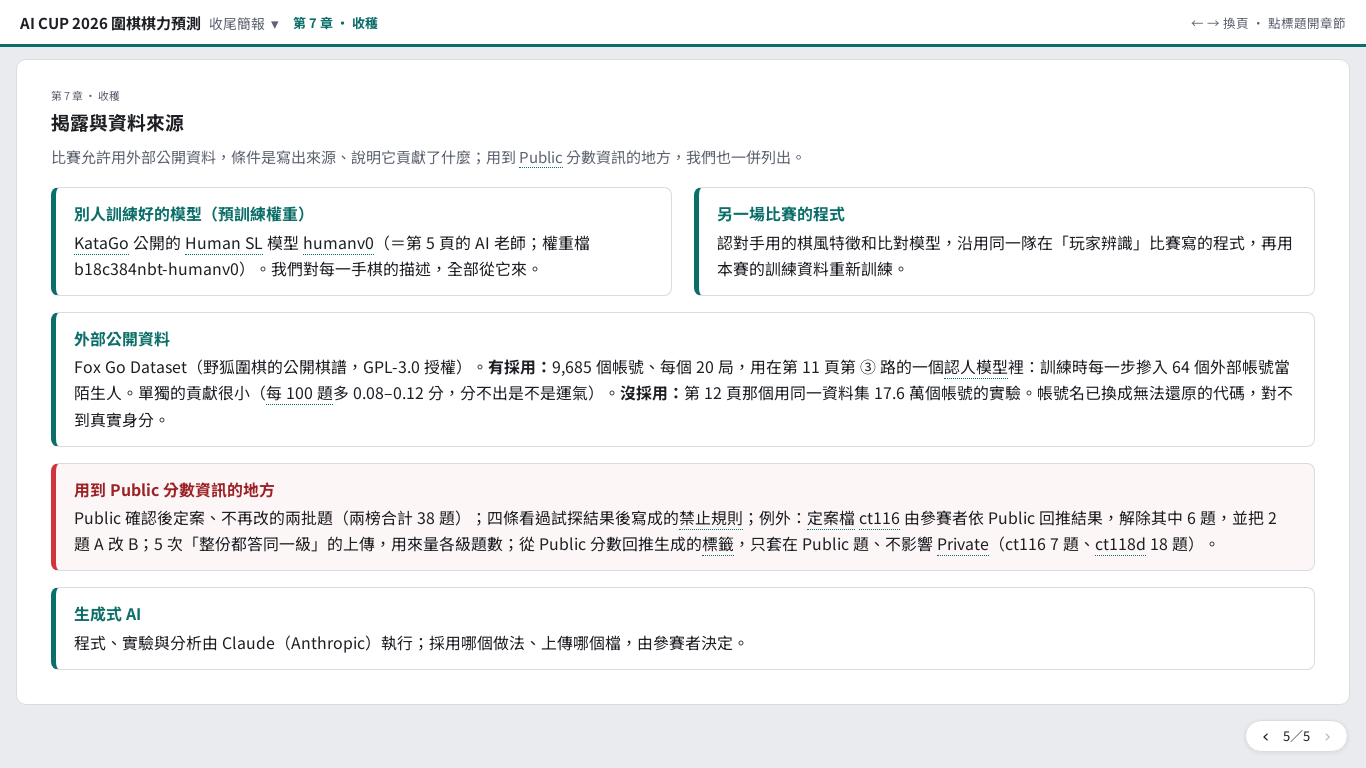 AI CUP 2026 圍棋棋力預測 收尾簡報 ▼ 第 7 章・收穫
←→ 換頁・點標題開章節
第 7 章・收穫
揭露與資料來源
比賽允許用外部公開資料，條件是寫出來源、說明它貢獻了什麼；用到 Public 分數資訊的地方，我們也一併列出。
別人訓練好的模型（預訓練權重）
KataGo 公開的 Human SL 模型 humanv0（＝第 5 頁的 AI 老師；權重檔
b18c384nbt-humanv0）。我們對每一手棋的描述，全部從它來。
另一場比賽的程式
認對手用的棋風特徵和比對模型，沿用同一隊在「玩家辨識」比賽寫的程式，再用
本賽的訓練資料重新訓練。
外部公開資料
Fox Go Dataset（野狐圍棋的公開棋譜，GPL-3.0 授權）。有採用：9,685 個帳號、每個 20 局，用在第 11 頁第 ③ 路的一個認人模型裡：訓練時每一步摻入 64 個外部帳號當
陌生人。單獨的貢獻很小（每 100 題多 0.08–0.12 分，分不出是不是運氣）。沒採用：第 12 頁那個用同一資料集 17.6 萬個帳號的實驗。帳號名已換成無法還原的代碼，對不
到真實身分。
用到 Public 分數資訊的地方
Public 確認後定案、不再改的兩批題（兩榜合計 38 題）；四條看過試探結果後寫成的禁止規則；例外：定案檔 ct116 由參賽者依 Public 回推結果，解除其中 6 題，並把 2
題 A 改 B；5 次「整份都答同一級」的上傳，用來量各級題數；從 Public 分數回推生成的標籤，只套在 Public 題、不影響 Private（ct116 7 題、ct118d 18 題）。
生成式 AI
程式、實驗與分析由 Claude（Anthropic）執行；採用哪個做法、上傳哪個檔，由參賽者決定。
‹ 5／5 ›